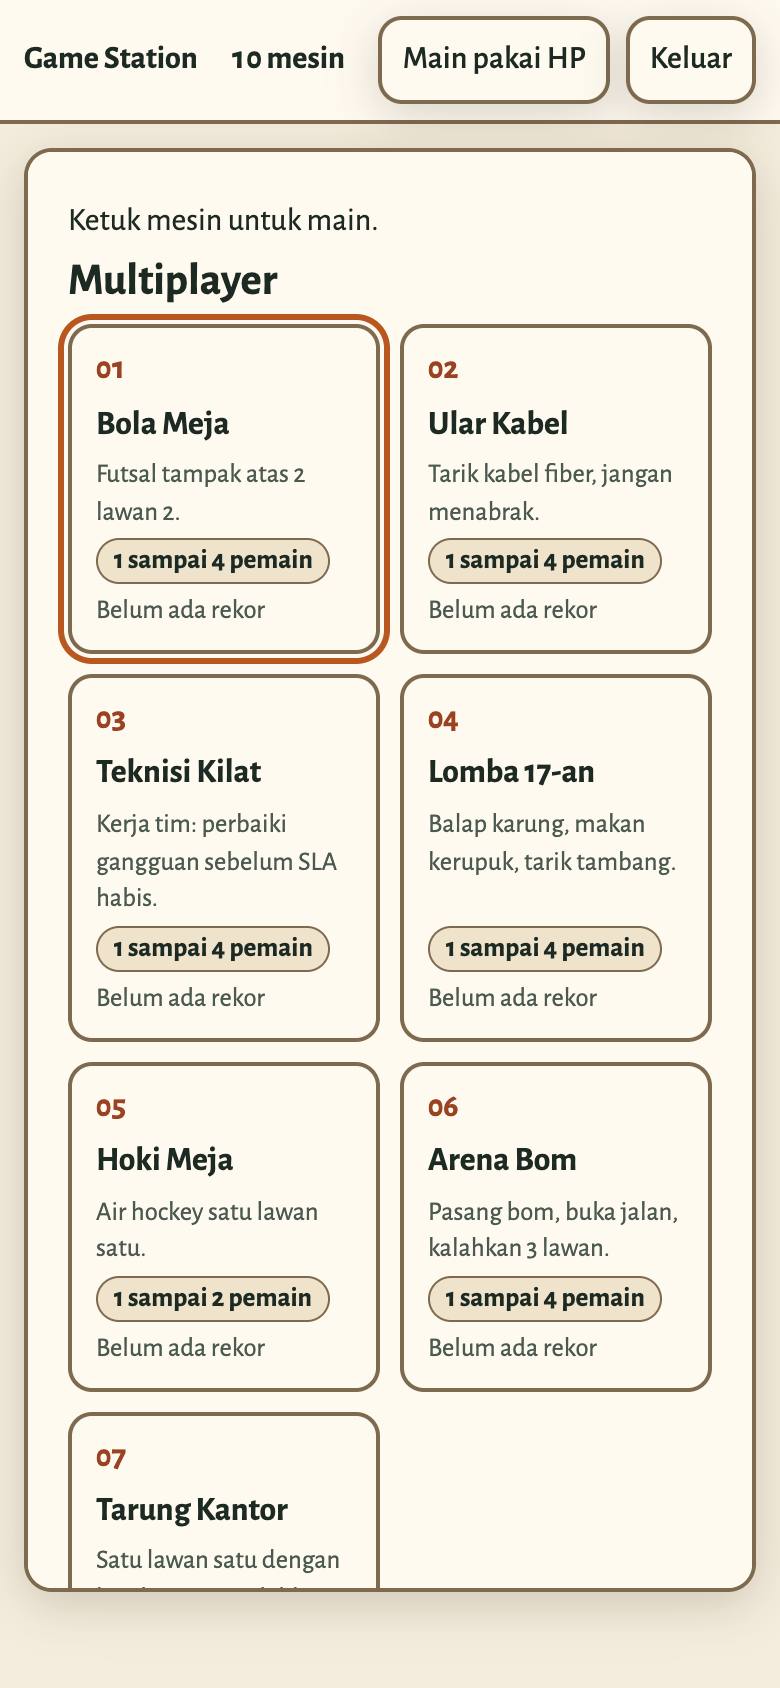 Game Station
10 mesin
Main pakai HP
Keluar
Ketuk mesin untuk main.
Multiplayer
01
Bola Meja
Futsal tampak atas 2
lawan 2.
1 sampai 4 pemain
Belum ada rekor
02
Ular Kabel
Tarik kabel fiber, jangan
menabrak.
1 sampai 4 pemain
Belum ada rekor
03
Teknisi Kilat
Kerja tim: perbaiki
gangguan sebelum SLA
habis.
1 sampai 4 pemain
Belum ada rekor
04
Lomba 17-an
Balap karung, makan
kerupuk, tarik tambang.
1 sampai 4 pemain
Belum ada rekor
05
Hoki Meja
Air hockey satu lawan
satu.
1 sampai 2 pemain
Belum ada rekor
06
Arena Bom
Pasang bom, buka jalan,
kalahkan 3 lawan.
1 sampai 4 pemain
Belum ada rekor
07
Tarung Kantor
Satu lawan satu dengan